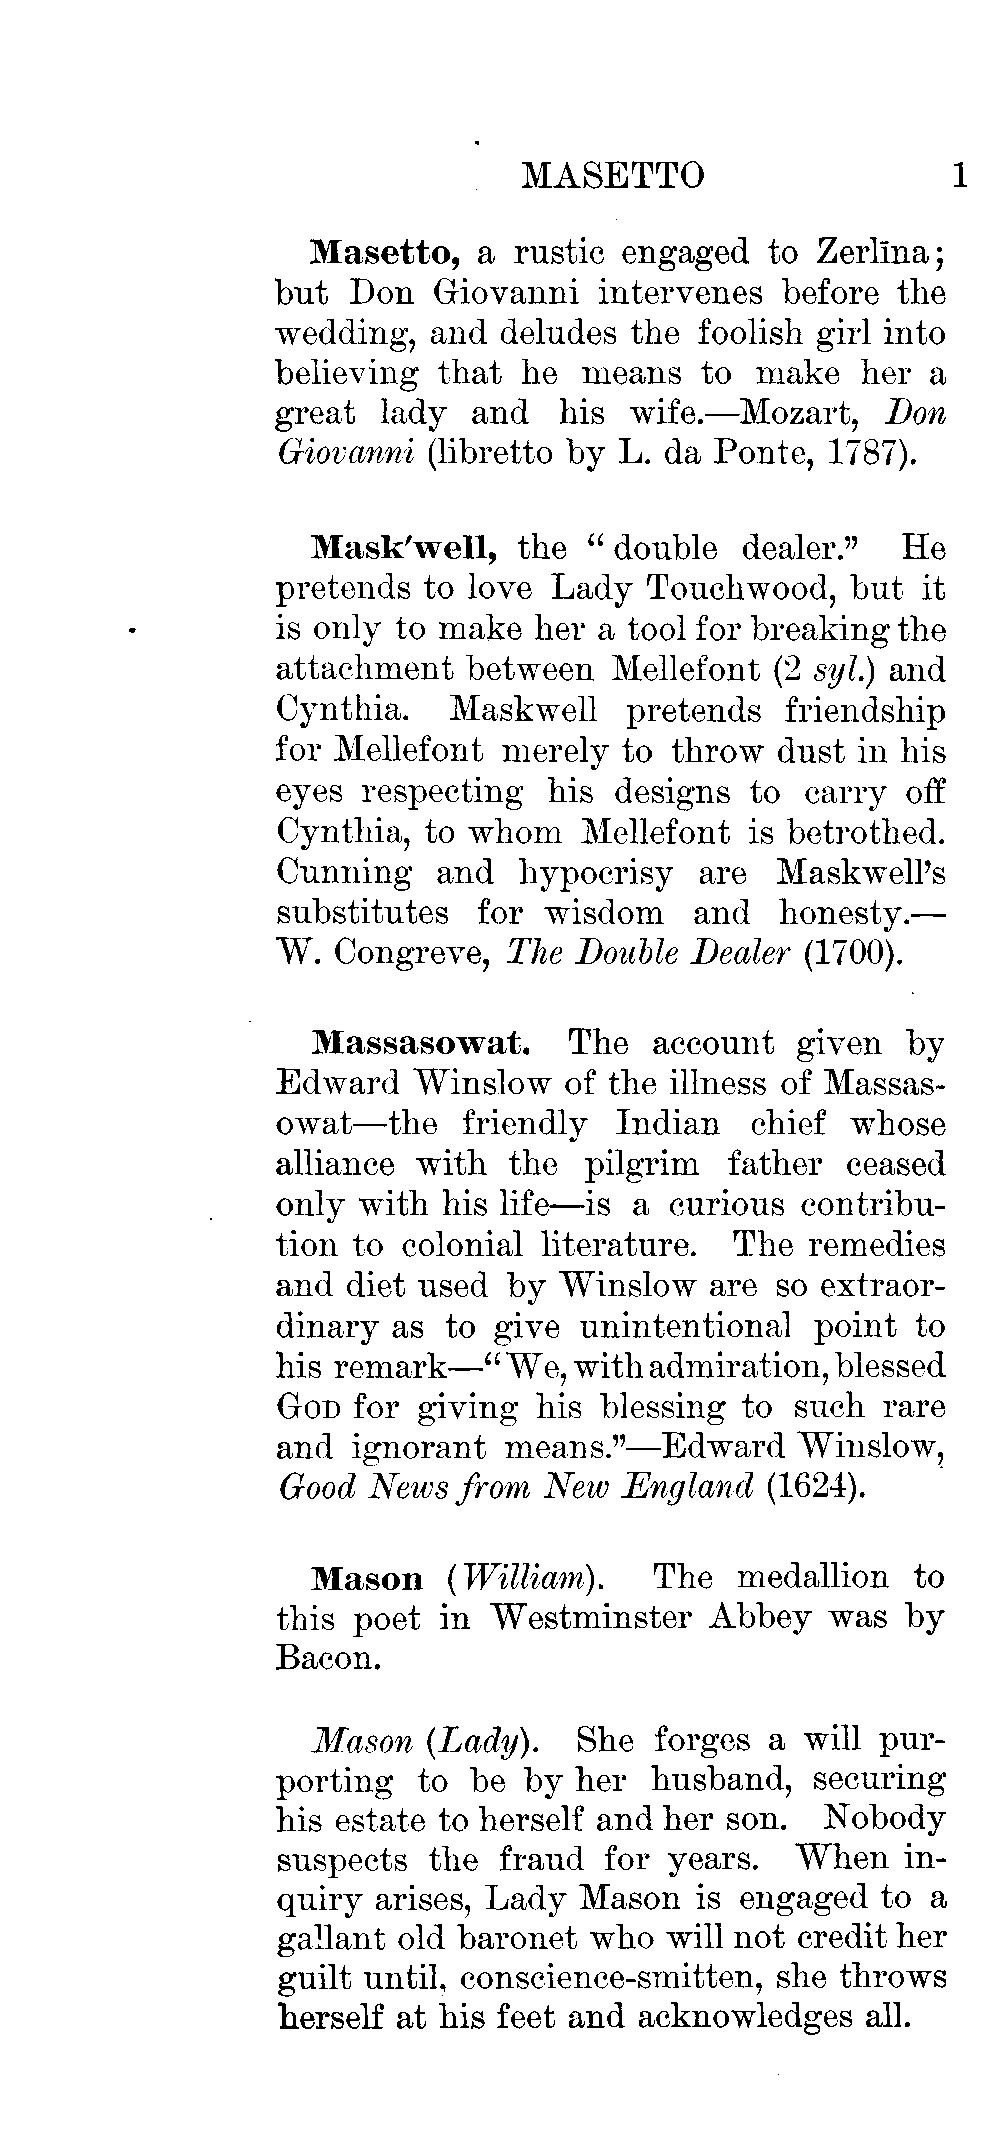 MASETTO 1
Masetto, a rustic engaged to Zerlīna;
but Don Giovanni intervenes before the
wedding, and deludes the foolish girl into
believing that he means to make her a
great lady and his wife.—Mozart, Don
Giovanni (libretto by L. da Ponte, 1787).
Mask'well, the “double dealer.” He
pretends to love Lady Touchwood, but it
is only to make her a tool for breaking the
attachment between Mellefont (2 syl.) and
Cynthia. Maskwell pretends friendship
for Mellefont merely to throw dust in his
eyes respecting his designs to carry off
Cynthia, to whom Mellefont is betrothed.
Cunning and hypocrisy are Maskwell's
substitutes for wisdom and honesty.—
W. Congreve, The Double Dealer (1700).
Massasowat. The account given by
Edward Winslow of the illness of Massas-
owat—the friendly Indian chief whose
alliance with the pilgrim father ceased
only with his life—is a curious contribu-
tion to colonial literature. The remedies
and diet used by Winslow are so extraor-
dinary as to give unintentional point to
his remark—“We, with admiration, blessed
GOD for giving his blessing to such rare
and ignorant means.”—Edward Winslow,
Good News from New England (1624).
Mason (William). The medallion to
this poet in Westminster Abbey was by
Bacon.
Mason (Lady). She forges a will pur-
porting to be by her husband, securing
his estate to herself and her son. Nobody
suspects the fraud for years. When in-
quiry arises, Lady Mason is engaged to a
gallant old baronet who will not credit her
guilt until, conscience-smitten, she throws
herself at his feet and acknowledges all.